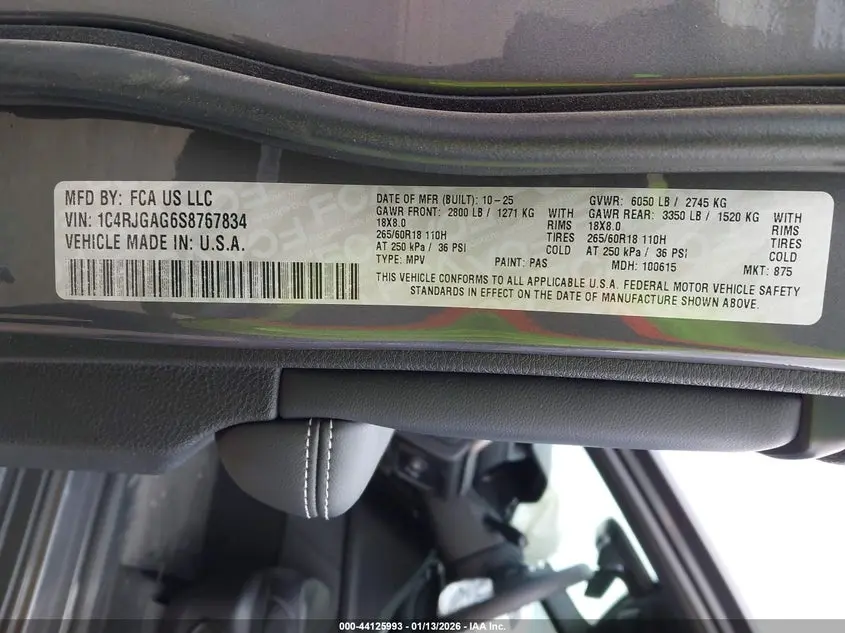 MFD BY: FCA US LLC
VIN: 1C4RJGAG6S8767834
VEHICLE MADE IN: U.S.A.
DATE OF MFR (BUILT): 10-25
GAWR FRONT: 2800 LB / 1271 KG WITH
18X8.0 RIMS
265/60R18 110H TIRES
AT 250 kPa / 36 PSI COLD
TYPE: MPV PAINT: PAS
GVWR: 6050 LB / 2745 KG
GAWR REAR: 3350 LB / 1520 KG WITH
18X8.0 RIMS
265/60R18 110H TIRES
AT 250 kPa / 36 PSI COLD
MDH: 100615 MKT: 875
THIS VEHICLE CONFORMS TO ALL APPLICABLE U.S.A. FEDERAL MOTOR VEHICLE SAFETY
STANDARDS IN EFFECT ON THE DATE OF MANUFACTURE SHOWN ABOVE.
000-44125993 - 01/13/2026 - IAA Inc.